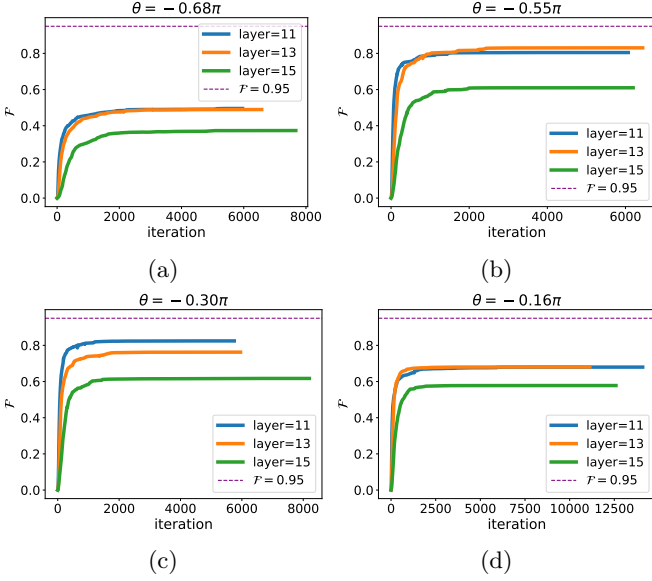 θ = −0.68π
0.8
0.6
0.4
0.2
0.0
ℱ
layer=11
layer=13
layer=15
ℱ = 0.95
0 2000 4000 6000 8000
iteration
(a)
θ = −0.55π
0.8
0.6
0.4
0.2
0.0
ℱ
layer=11
layer=13
layer=15
ℱ = 0.95
0 2000 4000 6000
iteration
(b)
θ = −0.30π
0.8
0.6
0.4
0.2
0.0
ℱ
layer=11
layer=13
layer=15
ℱ = 0.95
0 2000 4000 6000 8000
iteration
(c)
θ = −0.16π
0.8
0.6
0.4
0.2
0.0
ℱ
layer=11
layer=13
layer=15
ℱ = 0.95
0 2500 5000 7500 10000 12500
iteration
(d)